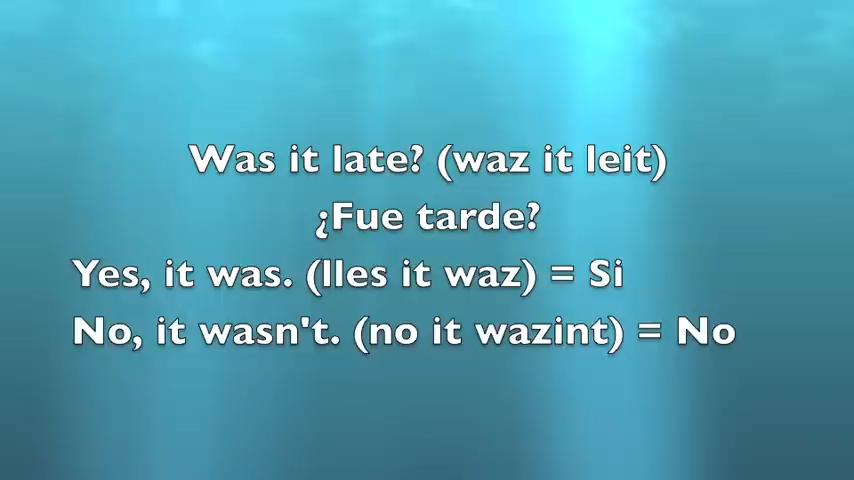 Was it late? (waz it leit)
¿Fue tarde?
Yes, it was. (lles it waz) = Si
No, it wasn't. (no it wazint) = No